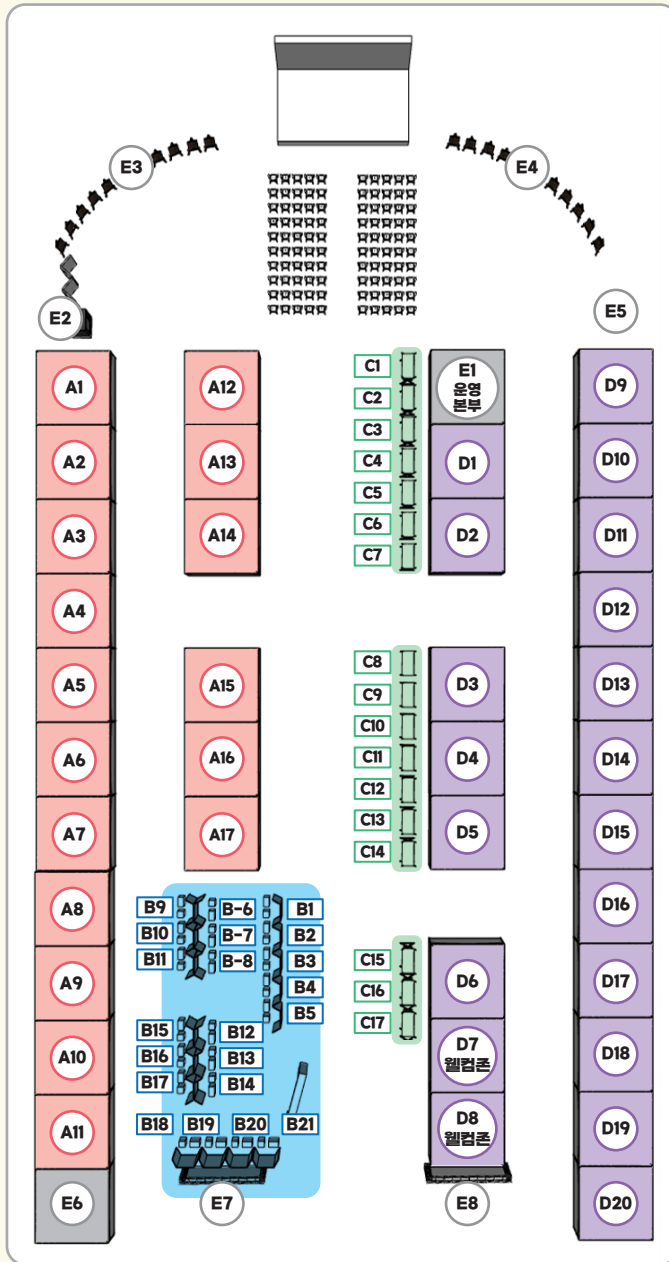 E3
E4
E2
E5
A1
A2
A3
A4
A5
A6
A7
A8
A9
A10
A11
E6
A12
A13
A14
A15
A16
A17
C1
C2
C3
C4
C5
C6
C7
C8
C9
C10
C11
C12
C13
C14
C15
C16
C17
E1
운영
본부
D1
D2
D3
D4
D5
D6
D7
웰컴존
D8
웰컴존
E8
D9
D10
D11
D12
D13
D14
D15
D16
D17
D18
D19
D20
B9
B-6
B1
B10
B-7
B2
B11
B-8
B3
B4
B5
B15
B12
B16
B13
B17
B14
B18
B19
B20
B21
E7